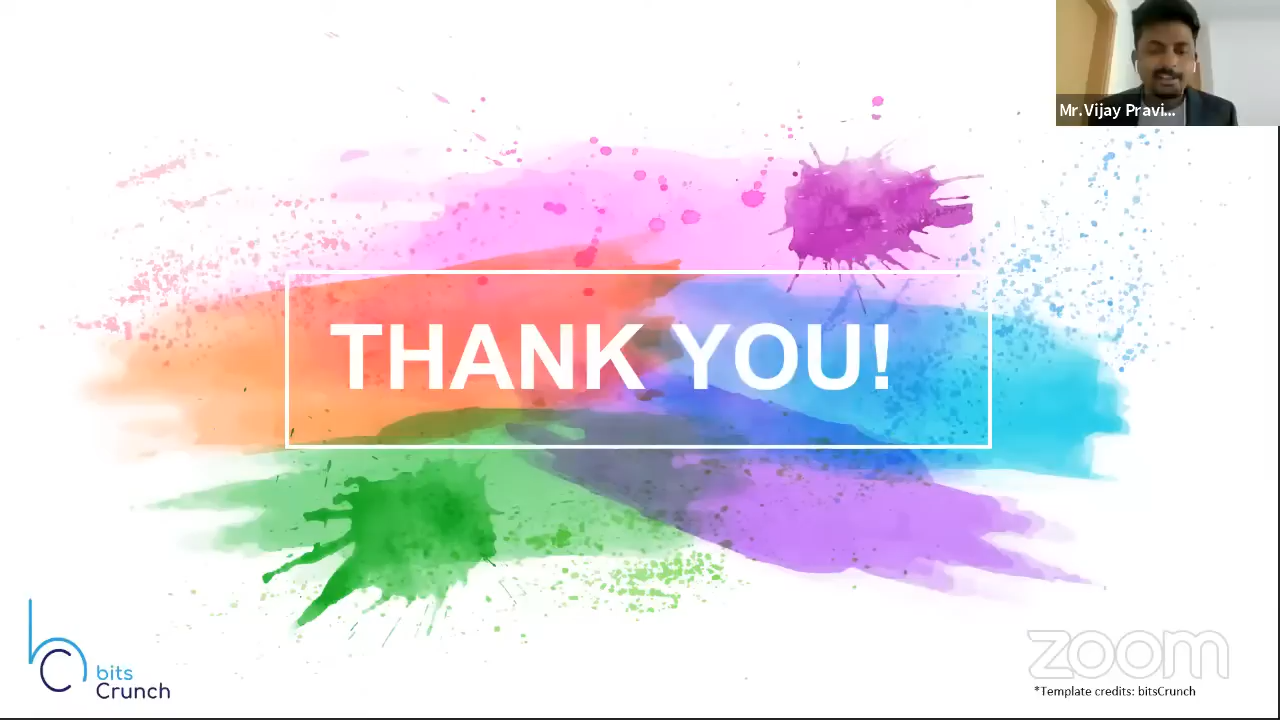 Mr.Vijay Pravi...
THANK YOU!
bits
Crunch
zoom
*Template credits: bitsCrunch